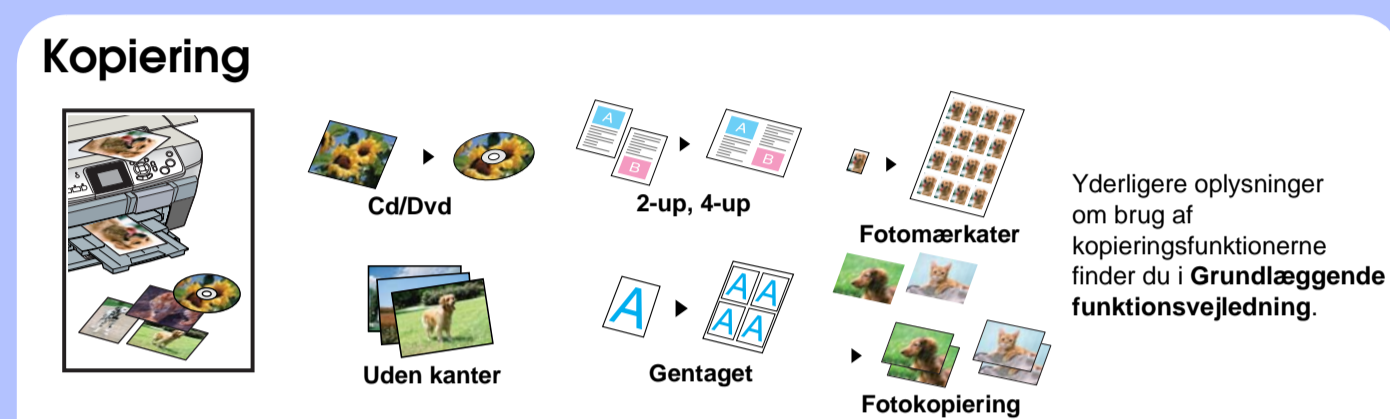 Kopiering
A
B
A
B
Cd/Dvd
2-up, 4-up
Fotomærkater
A
A A
A A
Uden kanter
Gentaget
Fotokopiering
Yderligere oplysninger
om brug af
kopieringsfunktionerne
finder du i Grundlæggende
funktionsvejledning.